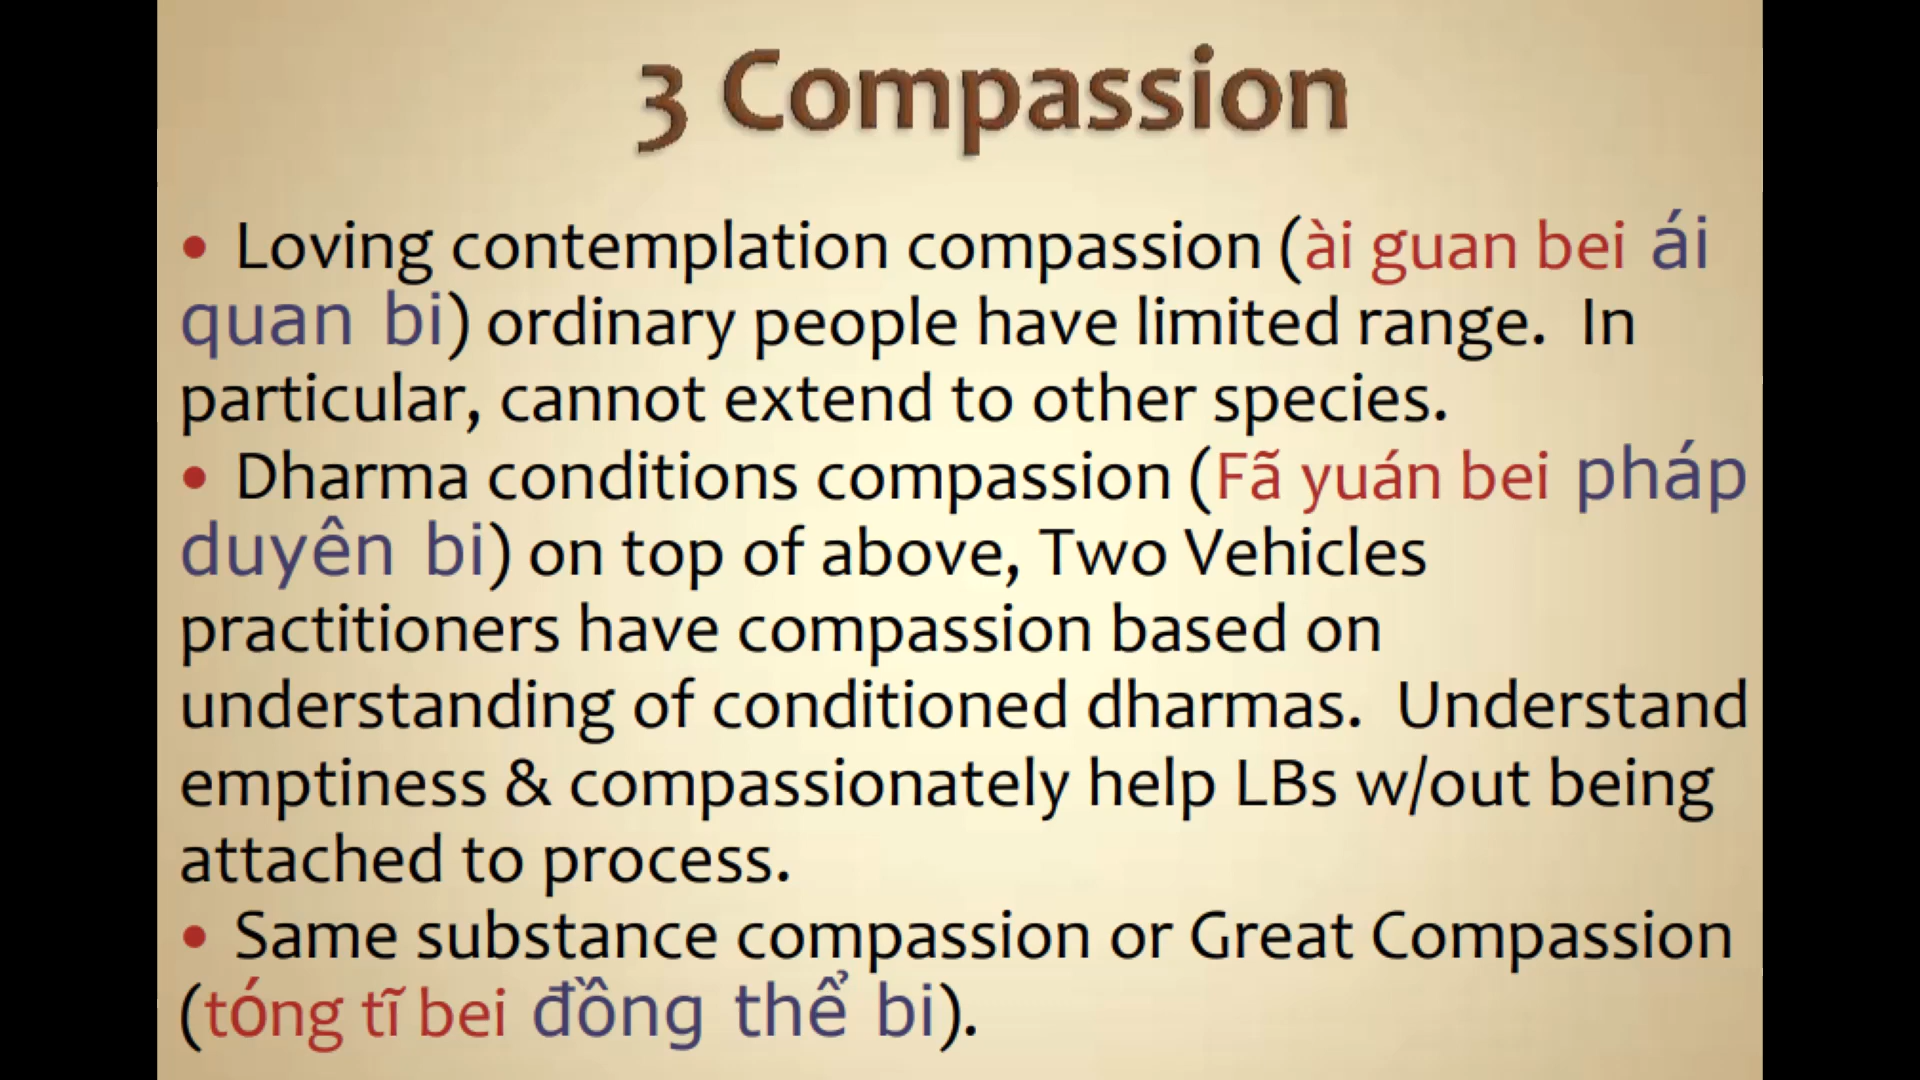 3 Compassion
• Loving contemplation compassion (ài guan bei ái
quan bi) ordinary people have limited range. In
particular, cannot extend to other species.
• Dharma conditions compassion (Fã yuán bei pháp
duyên bi) on top of above, Two Vehicles
practitioners have compassion based on
understanding of conditioned dharmas. Understand
emptiness & compassionately help LBs w/out being
attached to process.
• Same substance compassion or Great Compassion
(tóng tĩ bei đồng thể bi).